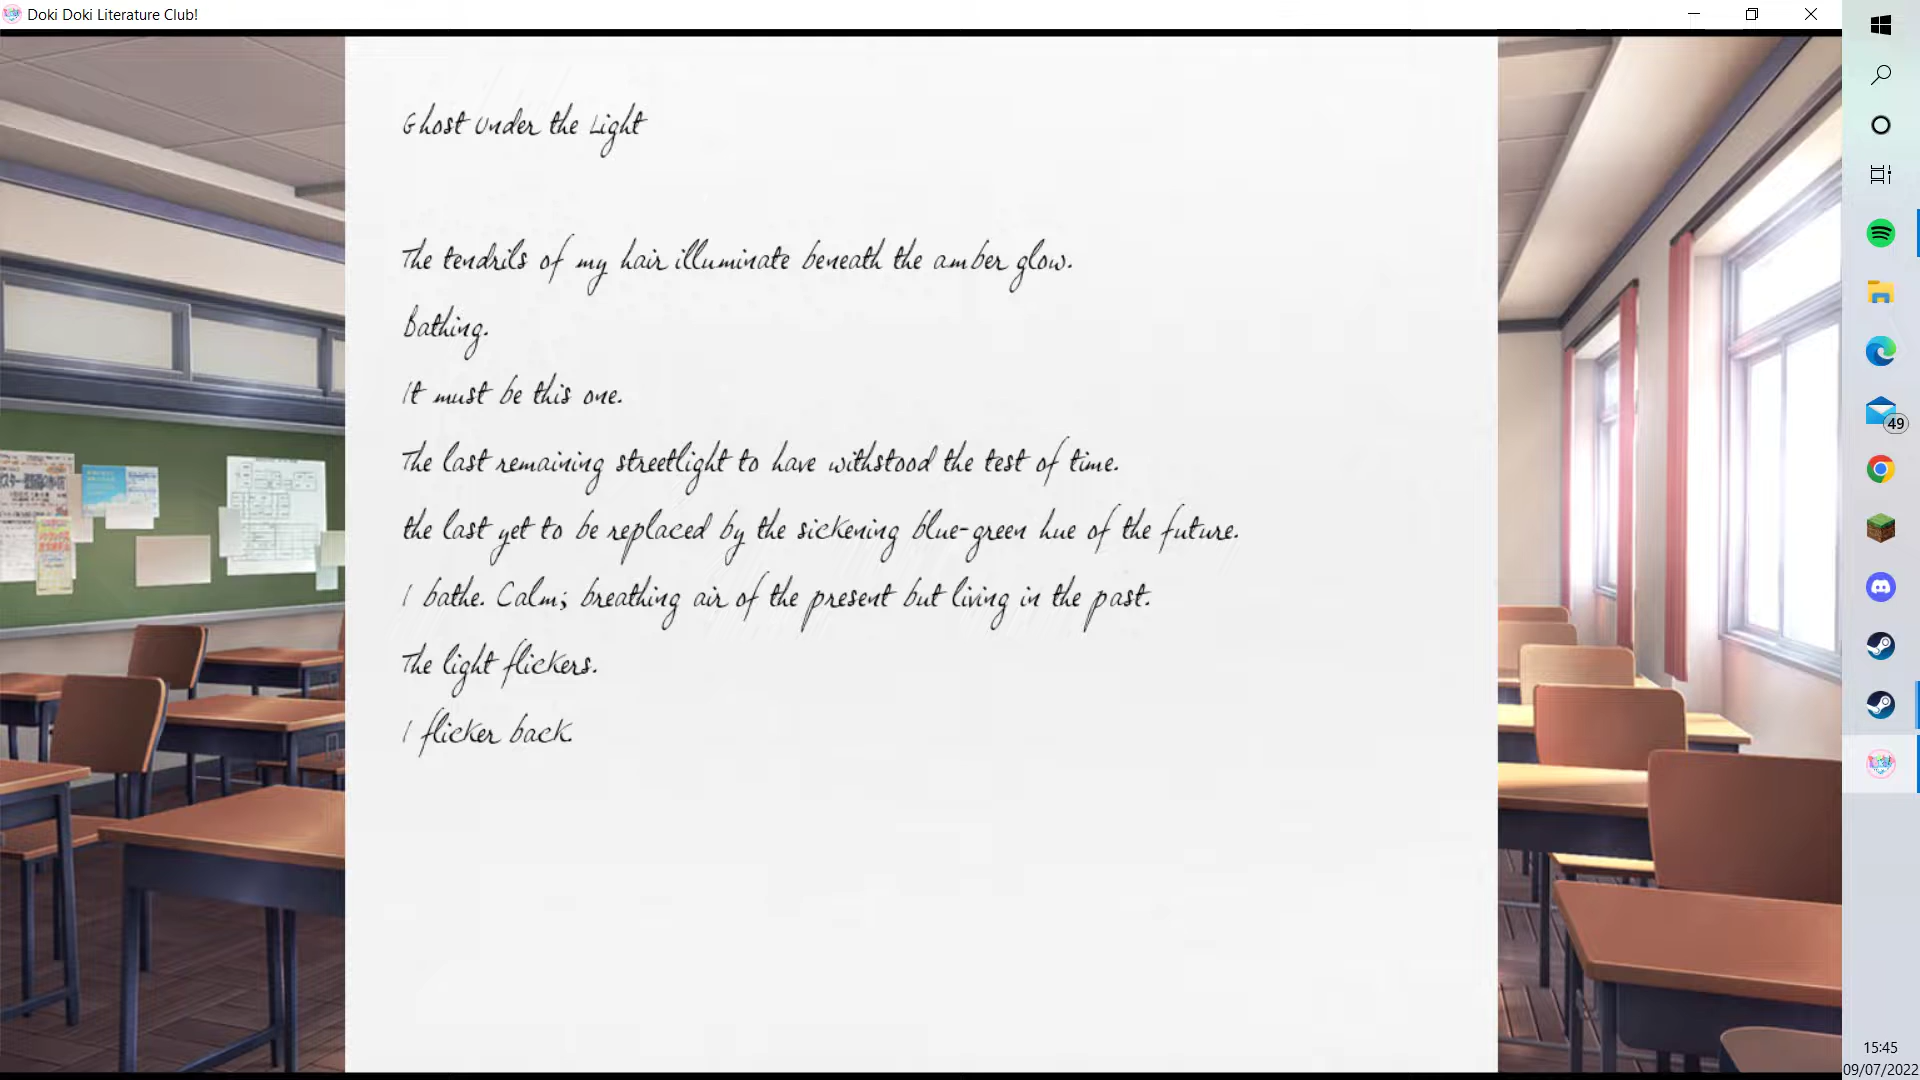 Doki Doki Literature Club!
Ghost Under the Light
The tendrils of my hair illuminate beneath the amber glow.
Bathing.
It must be this one.
The last remaining streetlight to have withstood the test of time.
the last yet to be replaced by the sickening blue-green hue of the future.
I bathe. Calm; breathing air of the present but living in the past.
The light flickers.
I flicker back.
49
15:45
09/07/2022